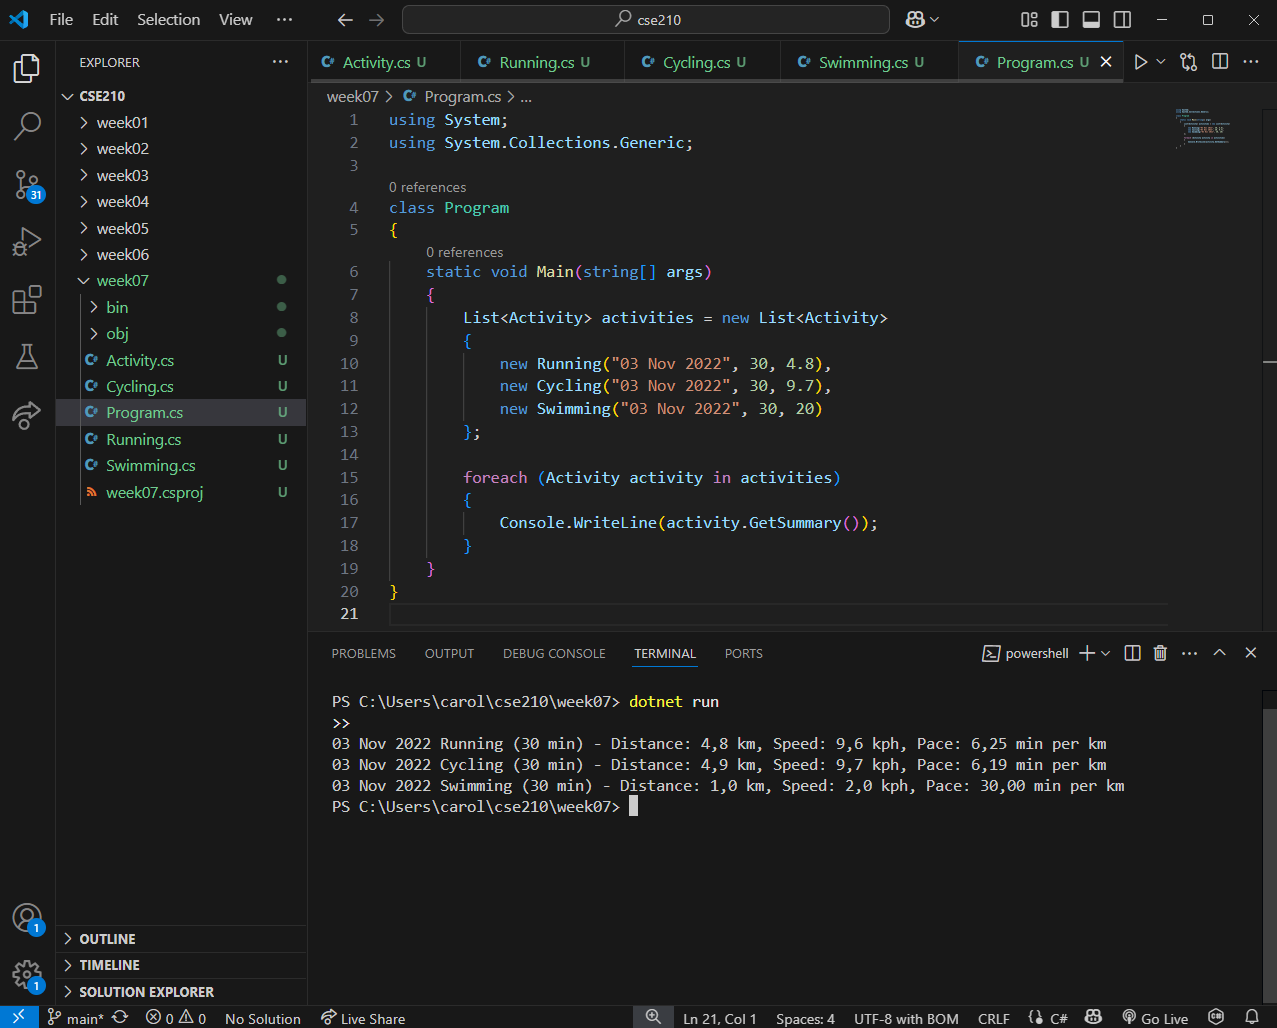 File Edit Selection View ··· cse210
EXPLORER ···
CSE210
week01
week02
week03
week04
week05
week06
week07
bin
obj
Activity.cs U
Cycling.cs U
Program.cs U
Running.cs U
Swimming.cs U
week07.csproj U
OUTLINE
TIMELINE
SOLUTION EXPLORER
31
1
1
Activity.cs U Running.cs U Cycling.cs U Swimming.cs U Program.cs U
week07 > Program.cs > ...
1 using System;
2 using System.Collections.Generic;
3
0 references
4 class Program
5 {
0 references
6 static void Main(string[] args)
7 {
8 List<Activity> activities = new List<Activity>
9 {
10 new Running("03 Nov 2022", 30, 4.8),
11 new Cycling("03 Nov 2022", 30, 9.7),
12 new Swimming("03 Nov 2022", 30, 20)
13 };
14
15 foreach (Activity activity in activities)
16 {
17 Console.WriteLine(activity.GetSummary());
18 }
19 }
20 }
21
PROBLEMS OUTPUT DEBUG CONSOLE TERMINAL PORTS powershell
PS C:\Users\carol\cse210\week07> dotnet run
>>
03 Nov 2022 Running (30 min) - Distance: 4,8 km, Speed: 9,6 kph, Pace: 6,25 min per km
03 Nov 2022 Cycling (30 min) - Distance: 4,9 km, Speed: 9,7 kph, Pace: 6,19 min per km
03 Nov 2022 Swimming (30 min) - Distance: 1,0 km, Speed: 2,0 kph, Pace: 30,00 min per km
PS C:\Users\carol\cse210\week07>
main* 0 0 No Solution Live Share Ln 21, Col 1 Spaces: 4 UTF-8 with BOM CRLF C# Go Live